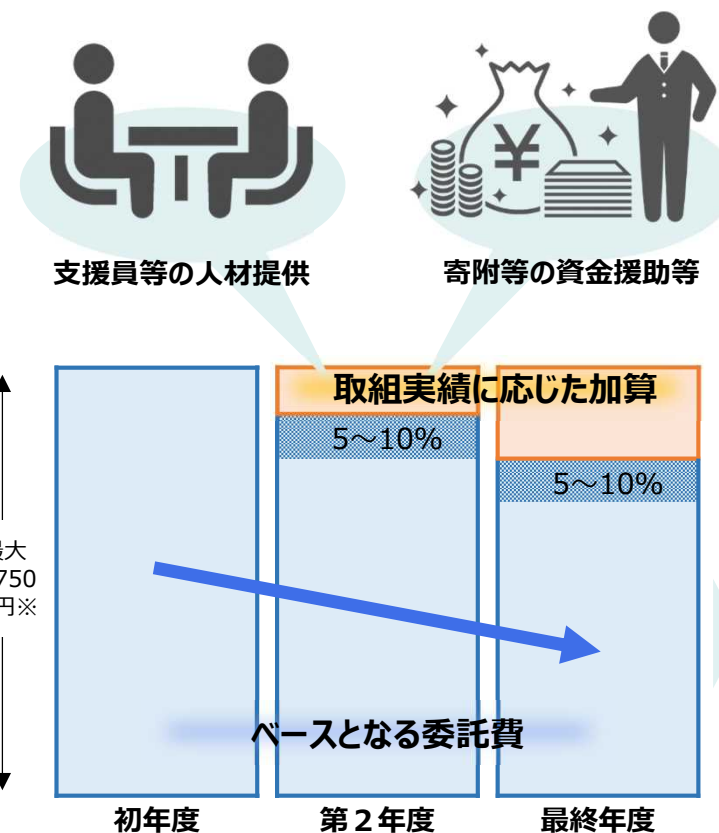 ¥
支援員等の人材提供
寄附等の資金援助等
取組実績に応じた加算
5～10%
5～10%
大
750
円※
ベースとなる委託費
初年度
第２年度
最終年度